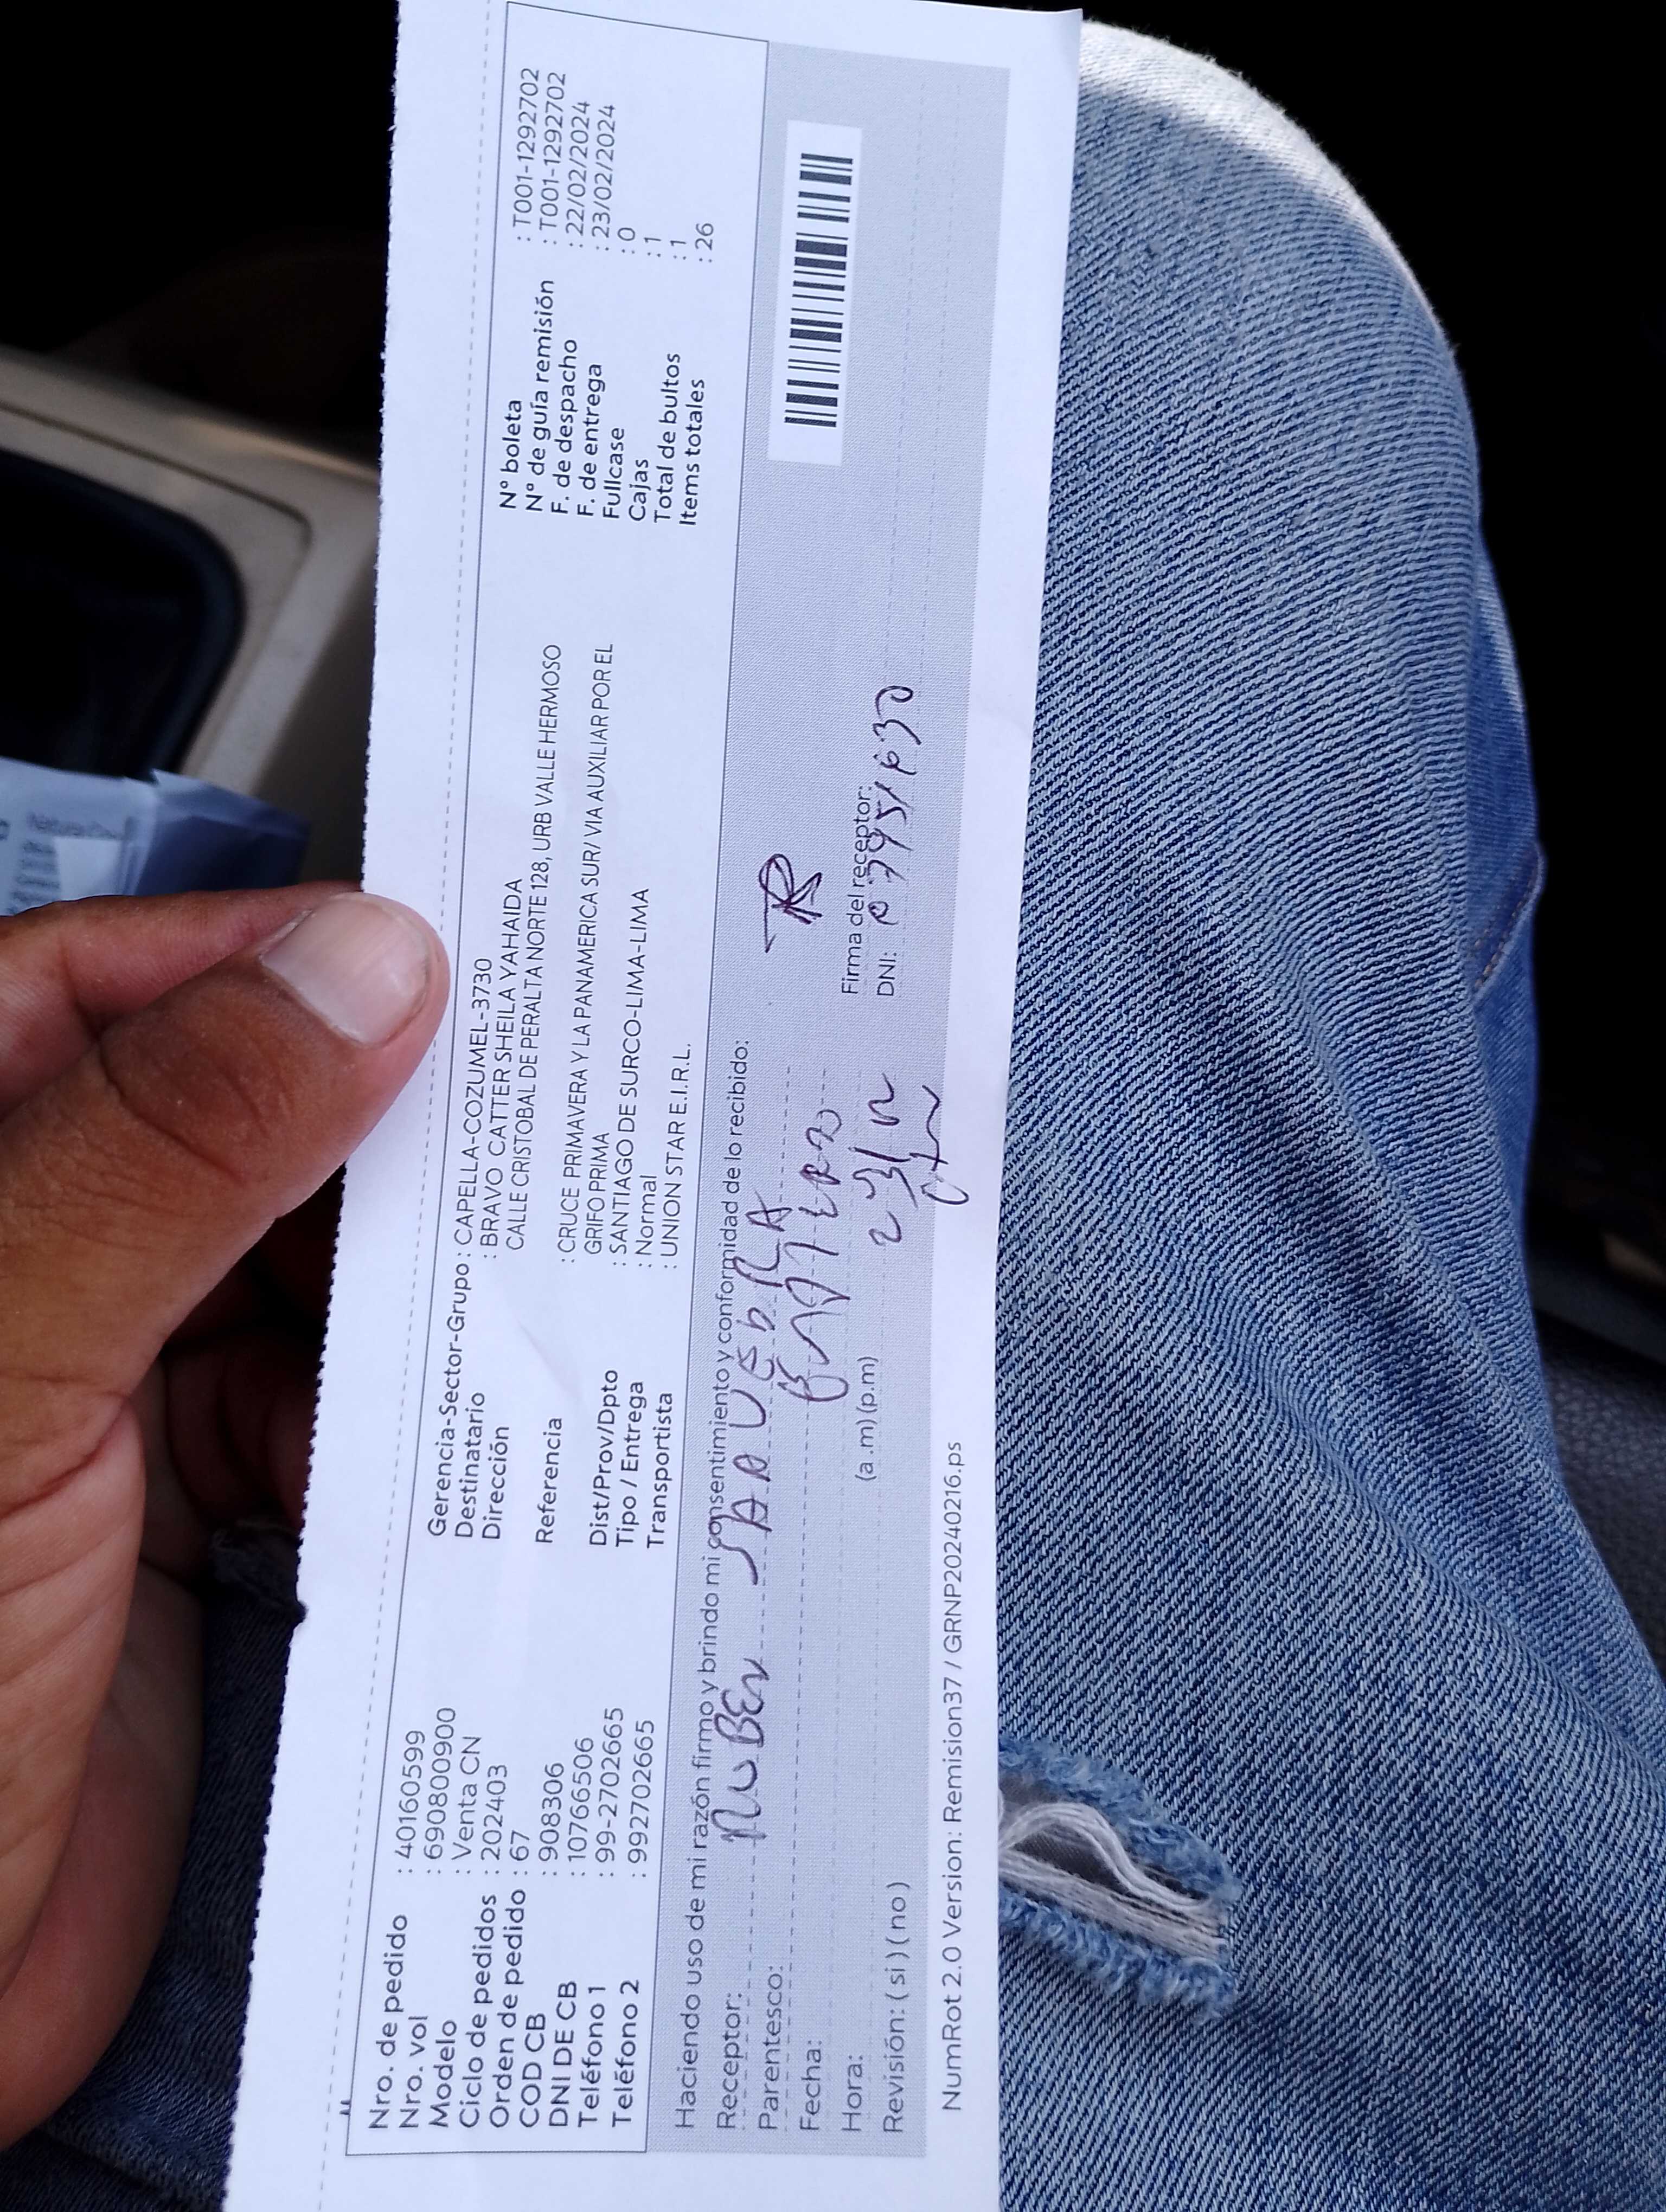 Nro. de pedido : 40160599
Nro. vol : 6908000900
Modelo : Venta CN
Ciclo de pedidos : 202403
Orden de pedido : 67
COD CB : 908306
DNI DE CB : 10766506
Teléfono 1 : 99-2702665
Teléfono 2 : 992702665
Gerencia-Sector-Grupo : CAPELLA-COZUMEL-3730
Destinatario : BRAVO CATTER SHEILA YAHAIDA
Dirección CALLE CRISTOBAL DE PERALTA NORTE 128, URB VALLE HERMOSO
Referencia : CRUCE PRIMAVERA Y LA PANAMERICA SUR/ VIA AUXILIAR POR EL
GRIFO PRIMA
Dist/Prov/Dpto : SANTIAGO DE SURCO-LIMA-LIMA
Tipo / Entrega : Normal
Transportista : UNION STAR E.I.R.L.
N° boleta : T001-1292702
N° de guía remisión : T001-1292702
F. de despacho : 22/02/2024
F. de entrega : 23/02/2024
Fullcase : 0
Cajas : 1
Total de bultos : 1
Items totales : 26
Haciendo uso de mi razón firmo y brindo mi consentimiento y conformidad de lo recibido:
Receptor: RUBEN
Parentesco:
Fecha:
Hora: (a.m) (p.m)
Firma del receptor:
Revisión: ( si ) ( no )
DNI:
NumRot 2.0 Version: Remision37 / GRNP20240216.ps